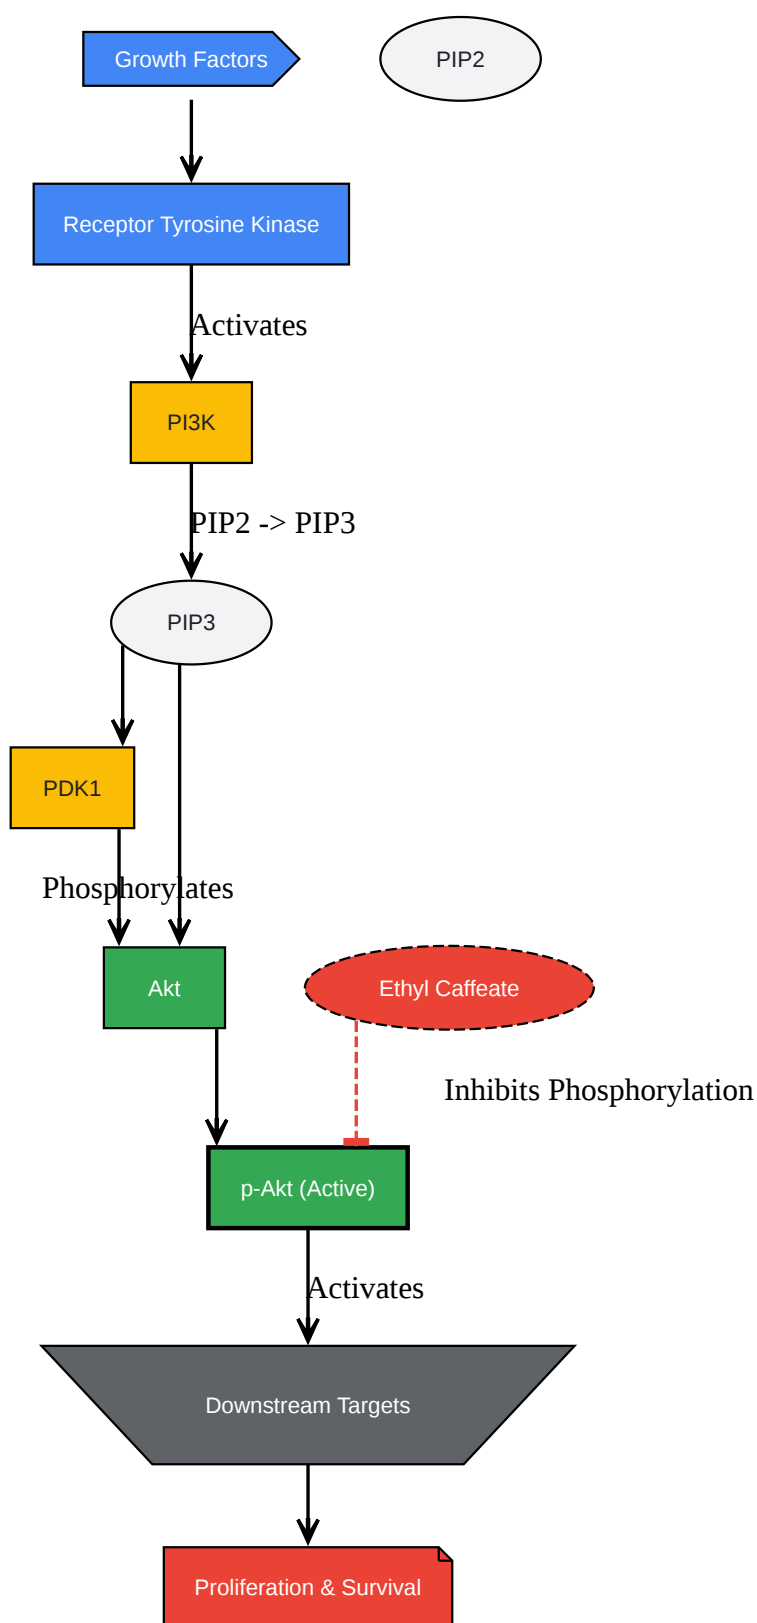 Growth Factors
PIP2
Receptor Tyrosine Kinase
Activates
PI3K
PIP2 -> PIP3
PIP3
PDK1
Phosphorylates
Akt
Ethyl Caffeate
Inhibits Phosphorylation
p-Akt (Active)
Activates
Downstream Targets
Proliferation & Survival